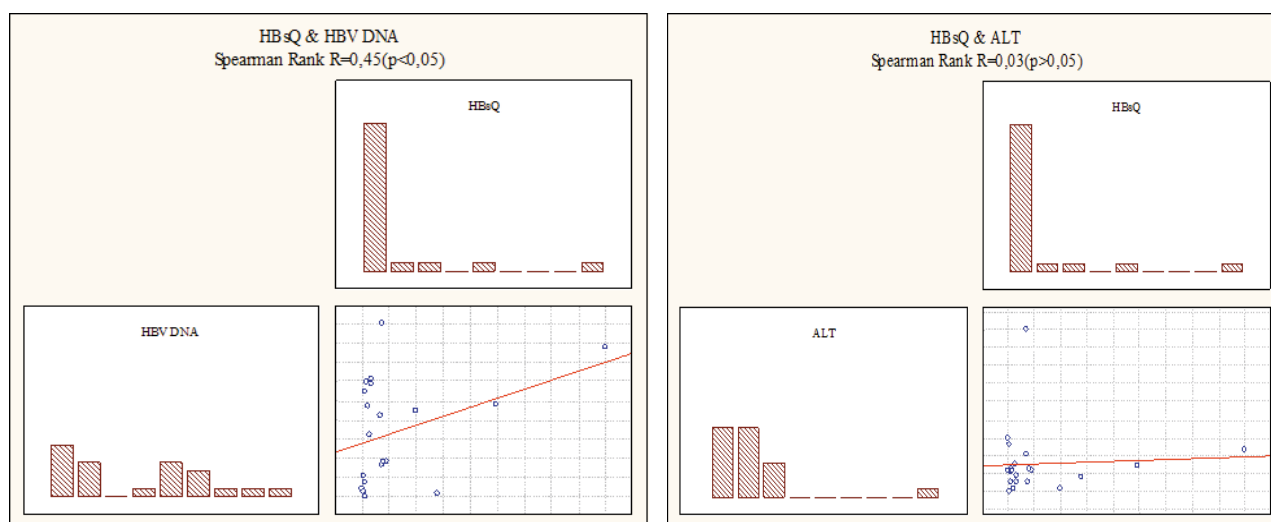 HBsQ & HBV DNA
Spearman Rank R=0,45(p<0,05)
HBsQ
HBV DNA
HBsQ & ALT
Spearman Rank R=0,03(p>0,05)
HBsQ
ALT